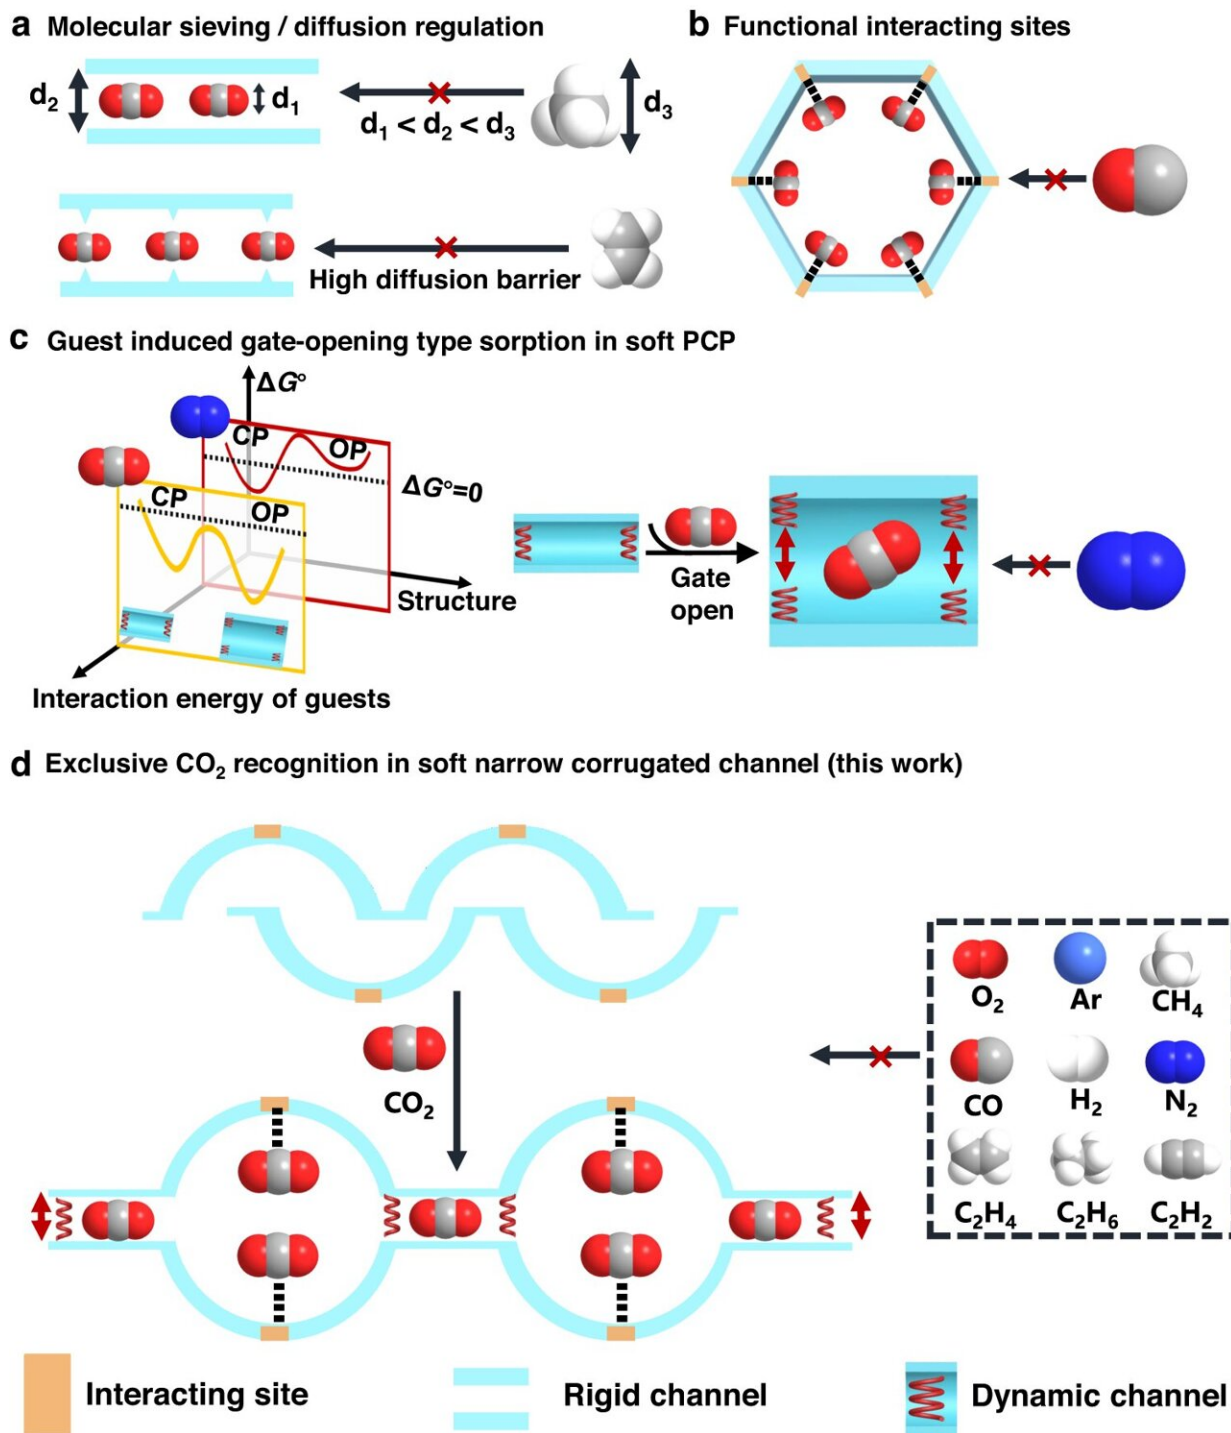 a Molecular sieving / diffusion regulation
d₂
d₁
d₁ < d₂ < d₃
d₃
High diffusion barrier
b Functional interacting sites
c Guest induced gate-opening type sorption in soft PCP
ΔG°
CP
OP
ΔG°=0
CP
OP
Structure
Interaction energy of guests
Gate
open
d Exclusive CO₂ recognition in soft narrow corrugated channel (this work)
CO₂
O₂ Ar CH₄
CO H₂ N₂
C₂H₄ C₂H₆ C₂H₂
Interacting site
Rigid channel
Dynamic channel